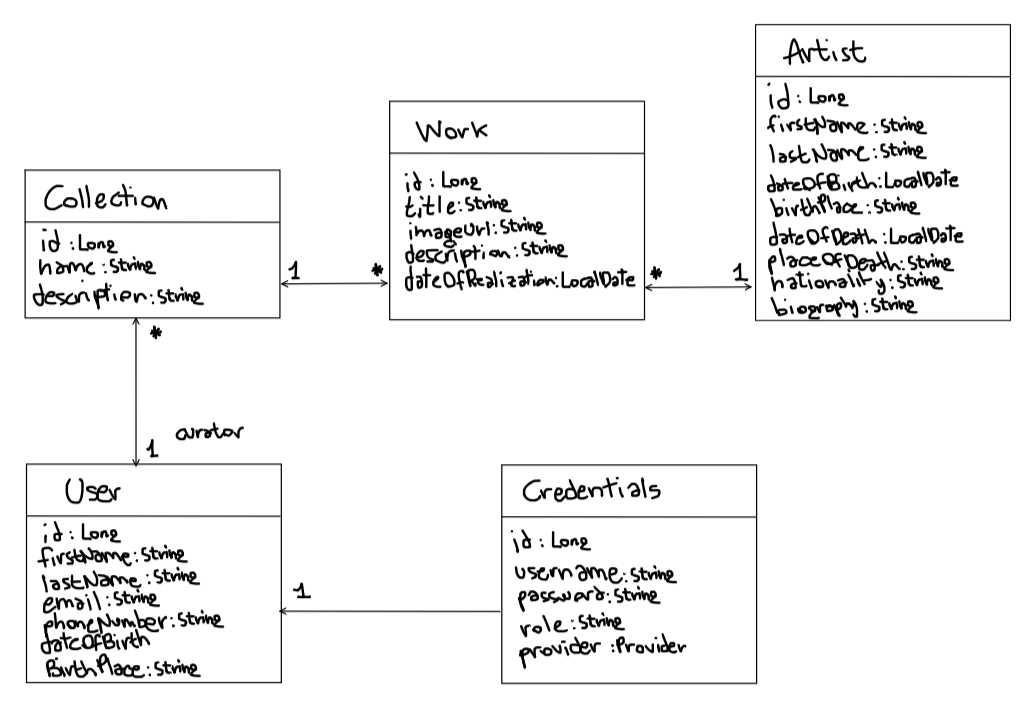 Artist
id : Long
firstName : String
lastName : String
dateOfBirth : LocalDate
birthPlace : String
dateOfDeath : LocalDate
placeOfDeath : String
nationality : String
biography : String
Work
id : Long
title : String
imageUrl : String
description : String
dateOfRealization : LocalDate
* 1
Collection
id : Long
name : String
description : String
1 *
*
1 curator
User
id : Long
firstName : String
lastName : String
email : String
phoneNumber : String
dateOfBirth
BirthPlace : String
1
Credentials
id : Long
username : String
password : String
role : String
provider : Provider